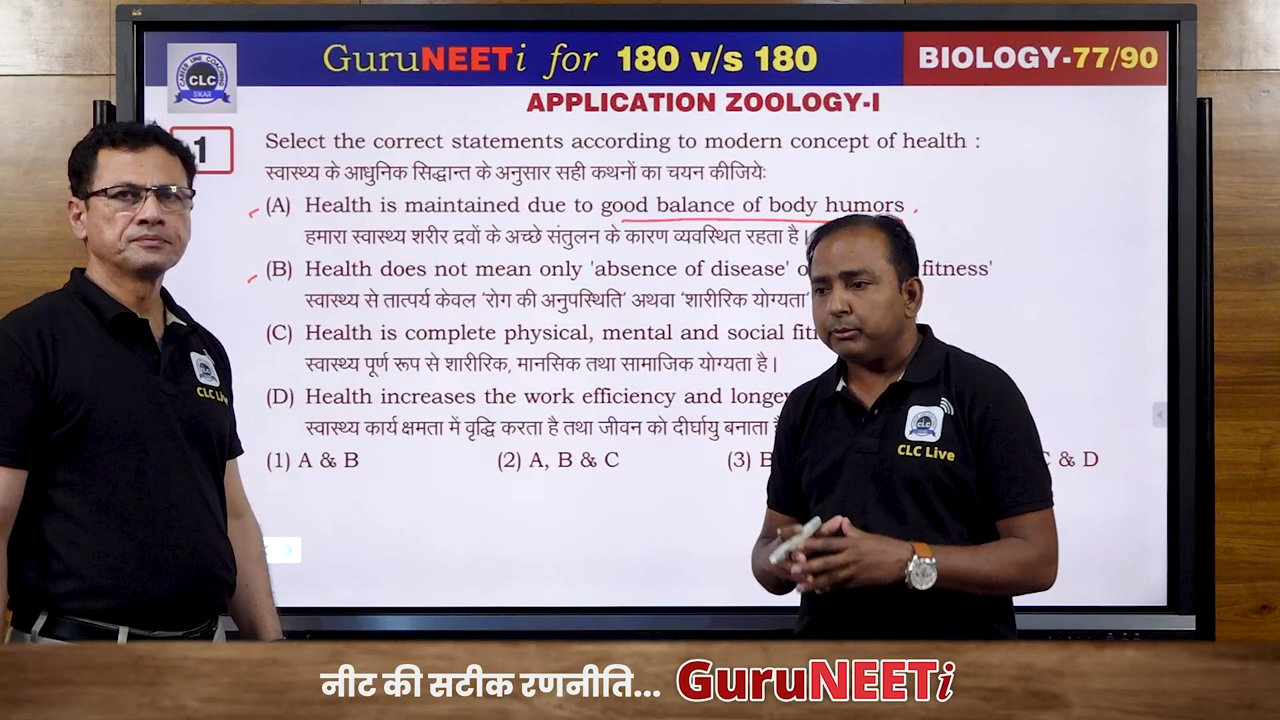 GuruNEETi for 180 v/s 180
BIOLOGY-77/90
CLC
SIKAR
APPLICATION ZOOLOGY-I
1
Select the correct statements according to modern concept of health :
स्वास्थ्य के आधुनिक सिद्धान्त के अनुसार सही कथनों का चयन कीजियेः
(A) Health is maintained due to good balance of body humors .
हमारा स्वास्थ्य शरीर द्रवों के अच्छे संतुलन के कारण व्यवस्थित रहता है।
(B) Health does not mean only 'absence of disease' fitness'
स्वास्थ्य से तात्पर्य केवल 'रोग की अनुपस्थिति' अथवा 'शारीरिक योग्यता'
(C) Health is complete physical, mental and social
स्वास्थ्य पूर्ण रूप से शारीरिक, मानसिक तथा सामाजिक योग्यता है।
(D) Health increases the work efficiency and
स्वास्थ्य कार्य क्षमता में वृद्धि करता है तथा जीवन को दीर्घायु बनाता
(1) A & B (2) A, B & C (3) B & D
CLC Live
CLC Live
नीट की सटीक रणनीति... GuruNEETi